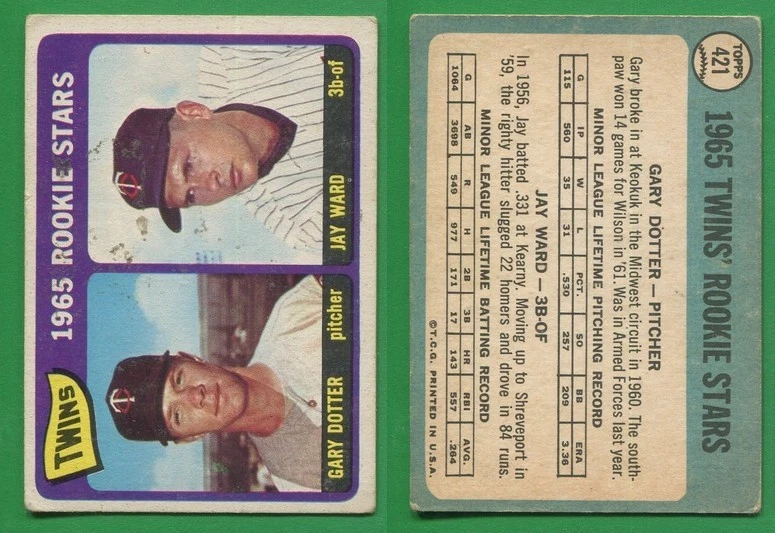 1965 ROOKIE STARS
TWINS
JAY WARD 3b-of
GARY DOTTER pitcher
TOPPS
421
1965 TWINS' ROOKIE STARS
GARY DOTTER — PITCHER
Gary broke in at Keokuk in the Midwest circuit in 1960. The south-
paw won 14 games for Wilson in '61. Was in Armed Forces last year.
MINOR LEAGUE LIFETIME PITCHING RECORD
G IP W L PCT. SO BB ERA
115 560 35 31 .530 257 209 3.36
JAY WARD — 3B-OF
In 1956, Jay batted .331 at Kearny. Moving up to Shreveport in
'59, the righty hitter slugged 22 homers and drove in 84 runs.
MINOR LEAGUE LIFETIME BATTING RECORD
G AB R H 2B 3B HR RBI AVG.
1064 3698 549 977 171 17 143 557 .264
©T.C.G. PRINTED IN U.S.A.